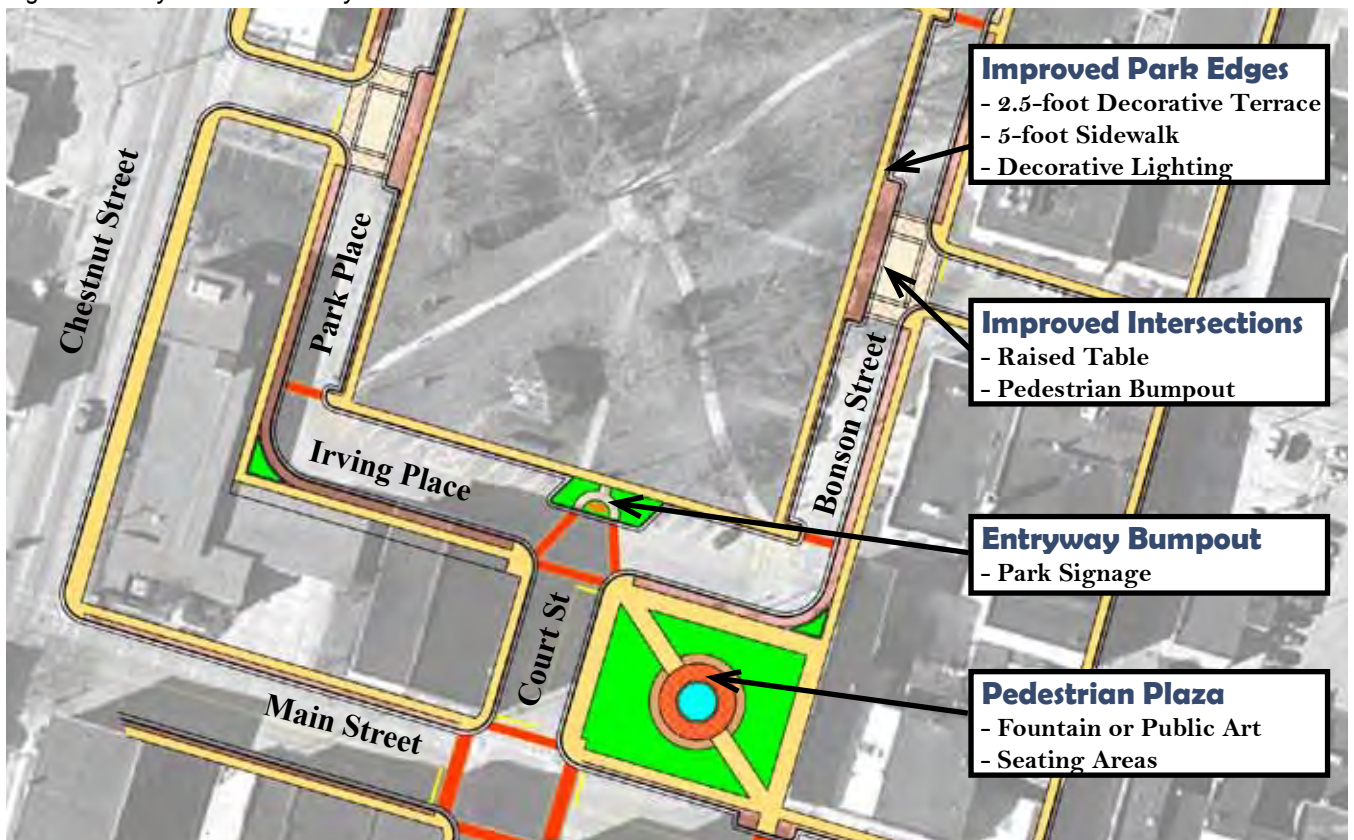 Improved Park Edges
- 2.5-foot Decorative Terrace
- 5-foot Sidewalk
- Decorative Lighting
Chestnut Street
Park Place
Improved Intersections
- Raised Table
- Pedestrian Bumpout
Bonson Street
Irving Place
Entryway Bumpout
- Park Signage
Court St
Main Street
Pedestrian Plaza
- Fountain or Public Art
- Seating Areas